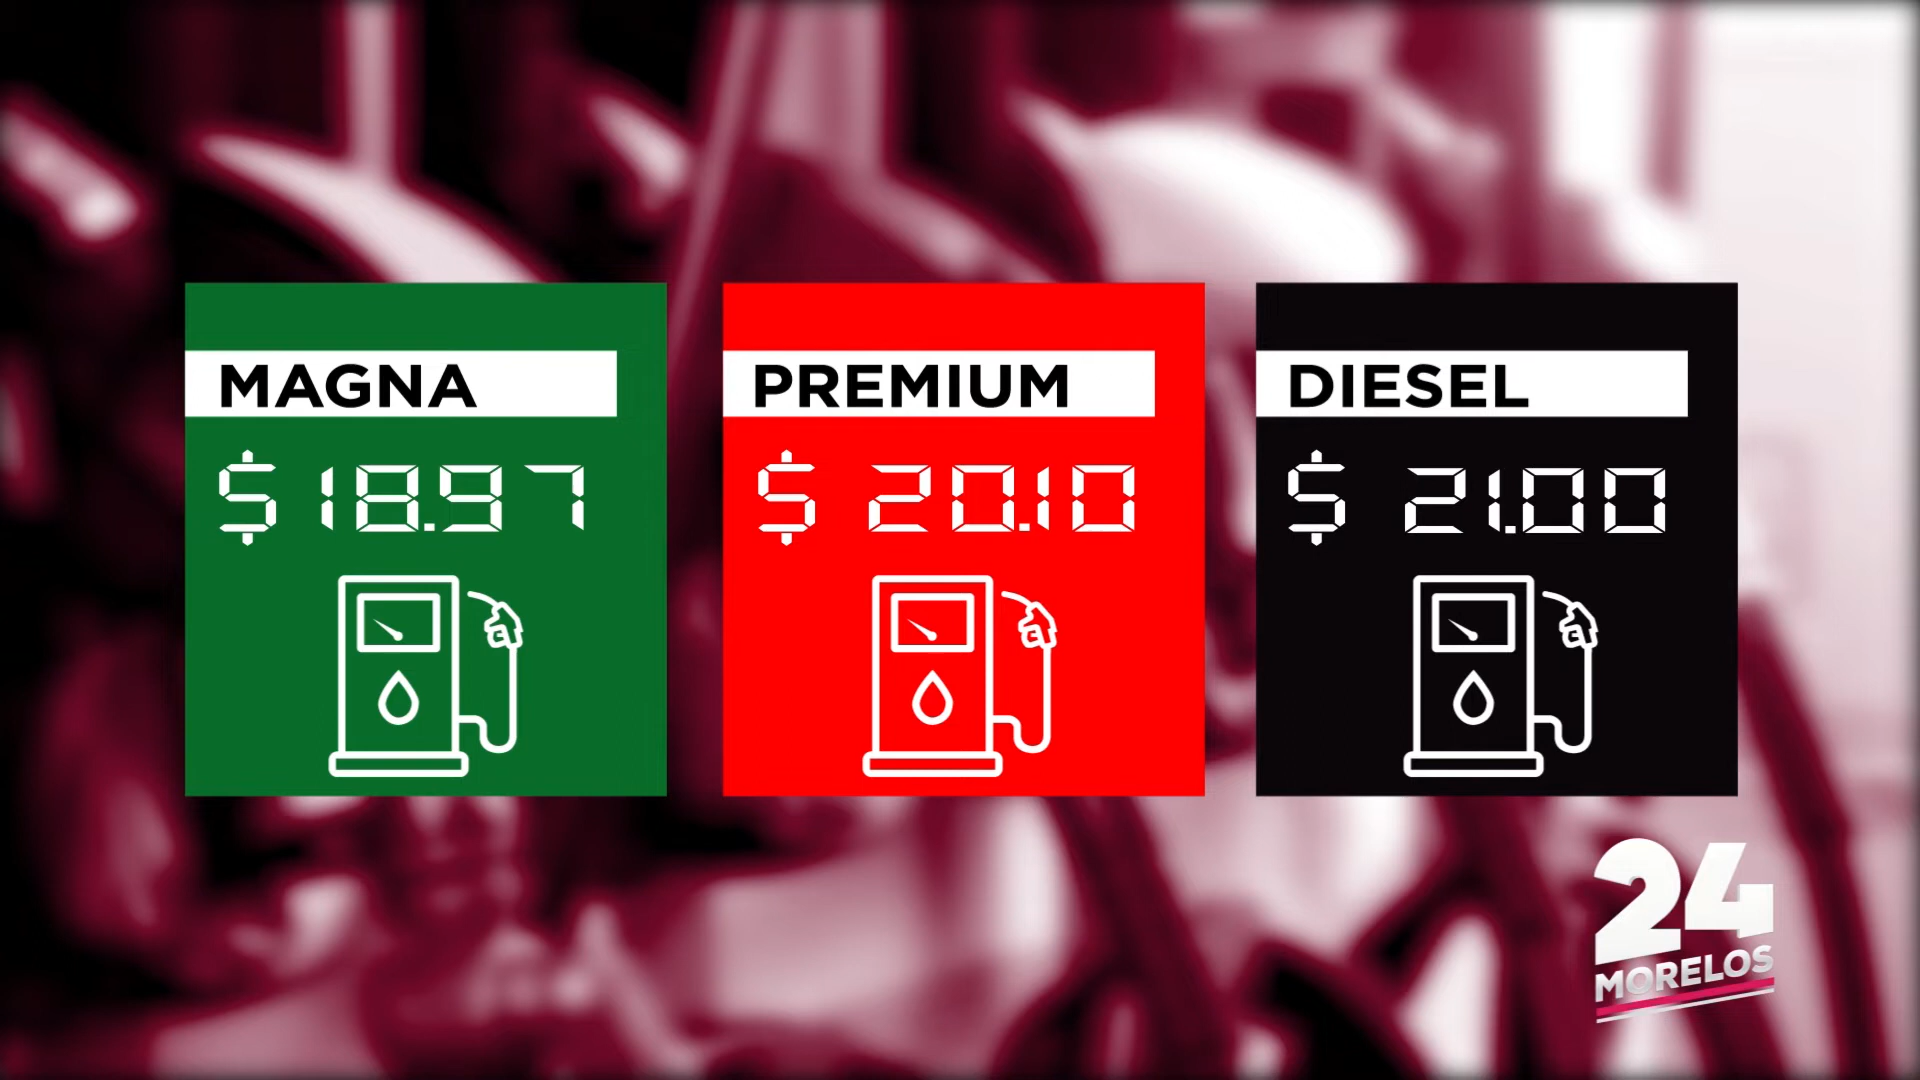 MAGNA
$ 18.97
PREMIUM
$ 20.10
DIESEL
$ 21.00
24
MORELOS